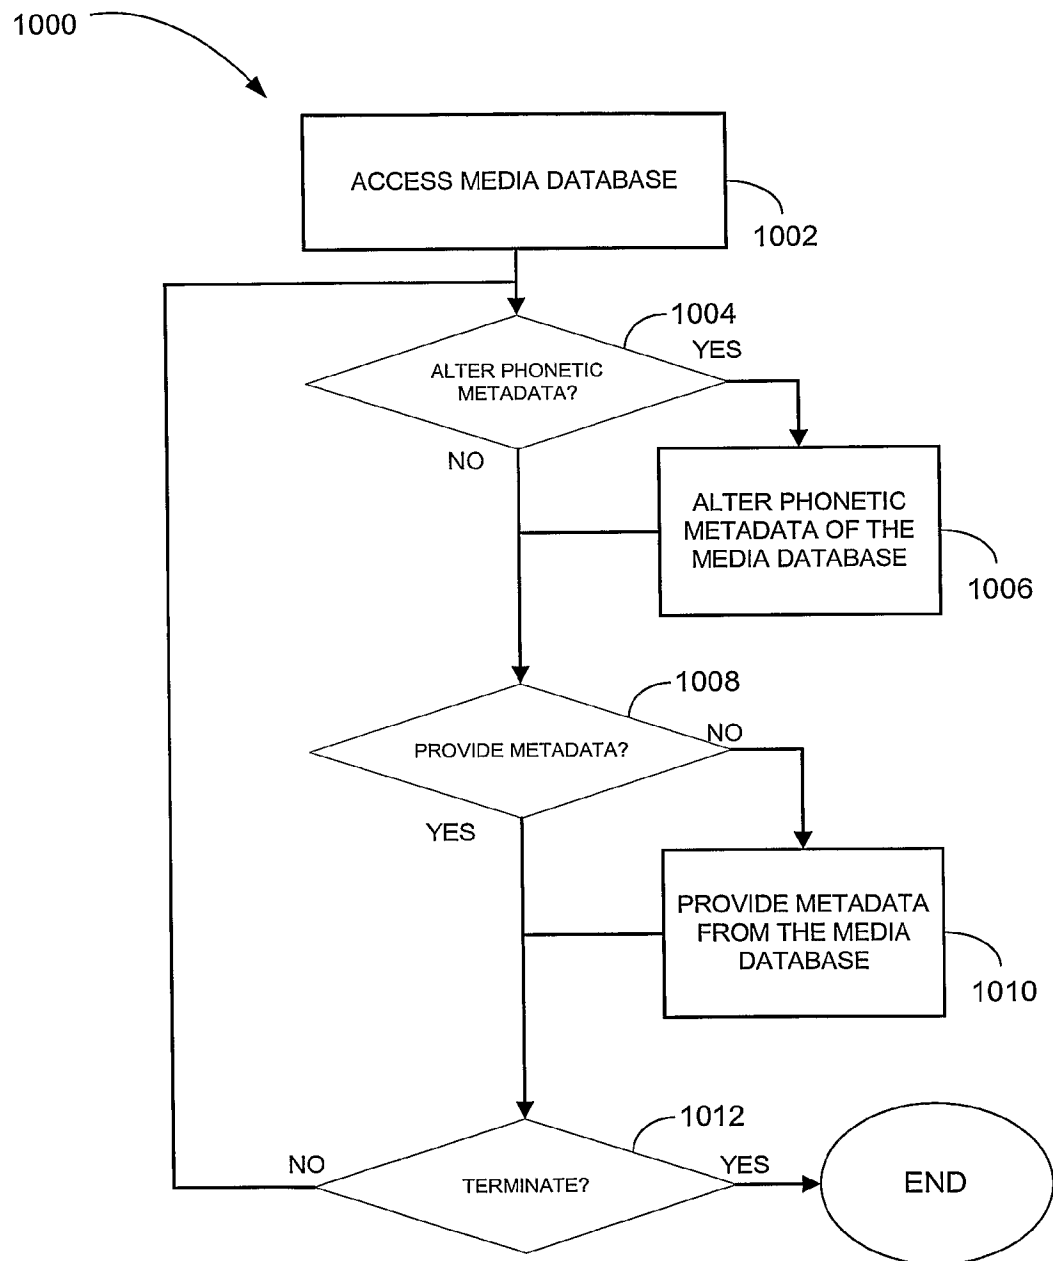 1000
ACCESS MEDIA DATABASE
1002
1004
YES
ALTER PHONETIC
METADATA?
NO
ALTER PHONETIC
METADATA OF THE
MEDIA DATABASE
1006
1008
NO
PROVIDE METADATA?
YES
PROVIDE METADATA
FROM THE MEDIA
DATABASE
1010
1012
NO
YES
TERMINATE?
END